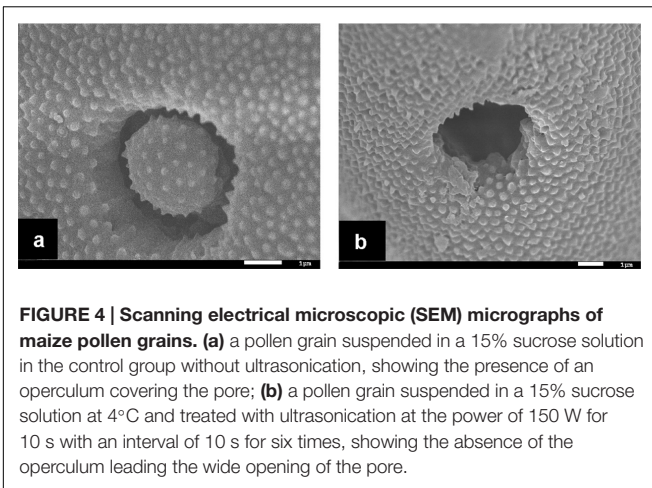 a
1µm
b
1µm
FIGURE 4 | Scanning electrical microscopic (SEM) micrographs of
maize pollen grains. (a) a pollen grain suspended in a 15% sucrose solution
in the control group without ultrasonication, showing the presence of an
operculum covering the pore; (b) a pollen grain suspended in a 15% sucrose
solution at 4°C and treated with ultrasonication at the power of 150 W for
10 s with an interval of 10 s for six times, showing the absence of the
operculum leading the wide opening of the pore.